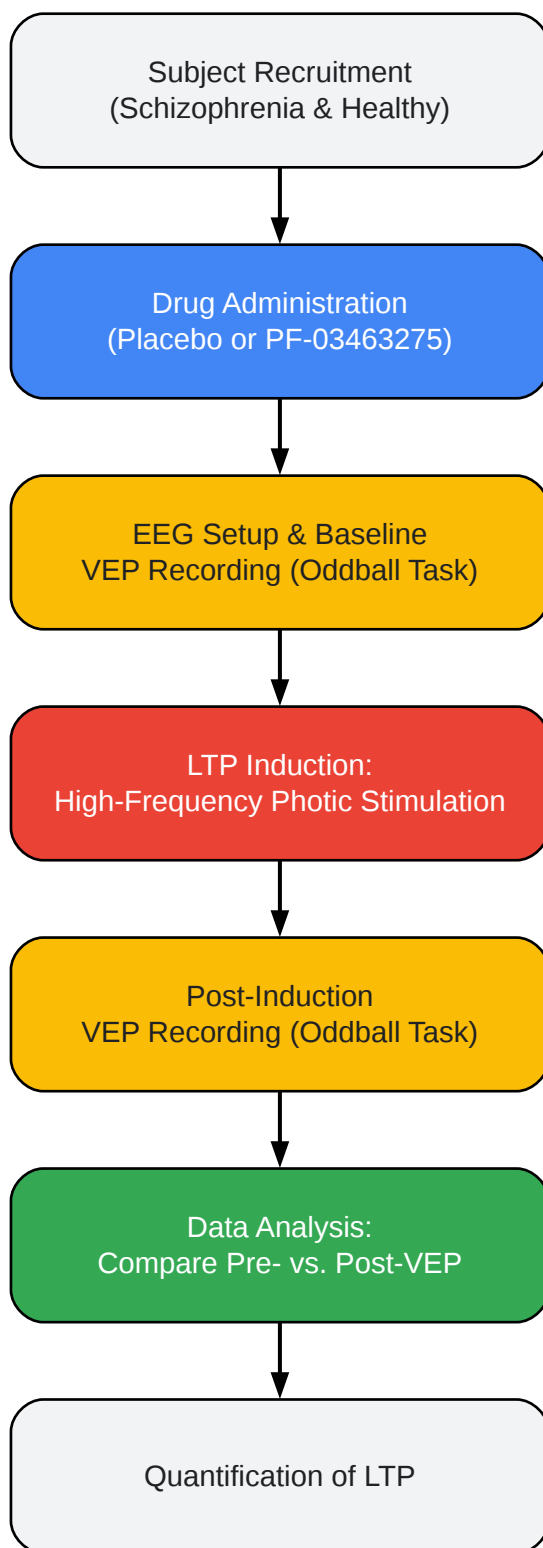 Subject Recruitment
(Schizophrenia & Healthy)
Drug Administration
(Placebo or PF-03463275)
EEG Setup & Baseline
VEP Recording (Oddball Task)
LTP Induction:
High-Frequency Photic Stimulation
Post-Induction
VEP Recording (Oddball Task)
Data Analysis:
Compare Pre- vs. Post-VEP
Quantification of LTP